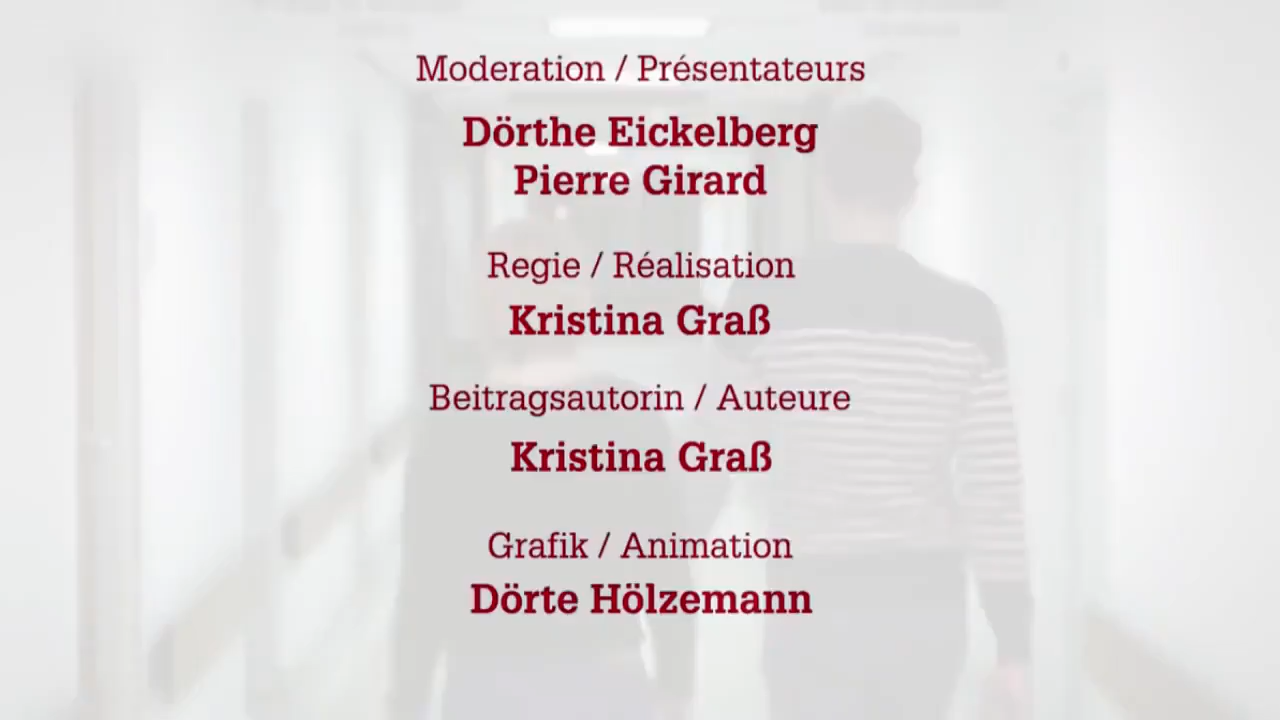 Moderation / Présentateurs
Dörthe Eickelberg
Pierre Girard
Regie / Réalisation
Kristina Graß
Beitragsautorin / Auteure
Kristina Graß
Grafik / Animation
Dörte Hölzemann